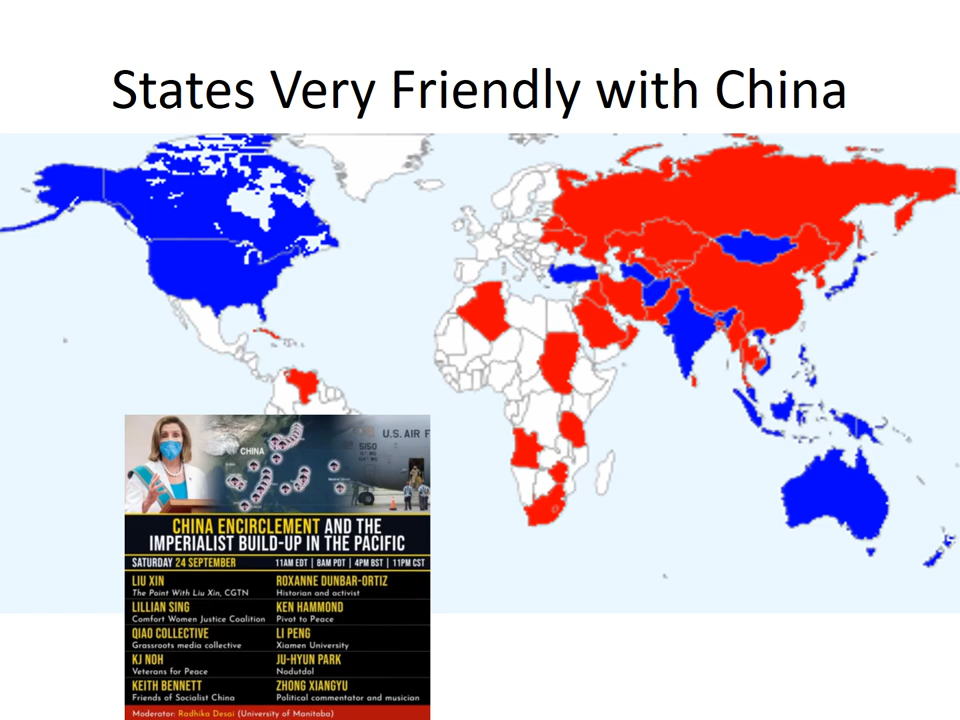 States Very Friendly with China
CHINA
U.S. AIR F
5150
CHINA ENCIRCLEMENT AND THE
IMPERIALIST BUILD-UP IN THE PACIFIC
SATURDAY 24 SEPTEMBER 11AM EDT | 8AM PDT | 4PM BST | 11PM CST
LIU XIN
The Point With Liu Xin, CGTN
LILLIAN SING
Comfort Women Justice Coalition
QIAO COLLECTIVE
Grassroots media collective
KJ NOH
Veterans for Peace
KEITH BENNETT
Friends of Socialist China
ROXANNE DUNBAR-ORTIZ
Historian and activist
KEN HAMMOND
Pivot to Peace
LI PENG
Xiamen University
JU-HYUN PARK
Nodutdol
ZHONG XIANGYU
Political commentator and musician
Moderator: Radhika Desai (University of Manitoba)